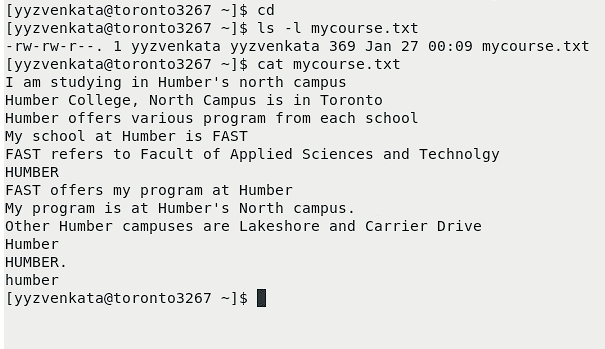 [yyzvenkata@toronto3267 ~]$ cd
[yyzvenkata@toronto3267 ~]$ ls -l mycourse.txt
-rw-rw-r--. 1 yyzvenkata yyzvenkata 369 Jan 27 00:09 mycourse.txt
[yyzvenkata@toronto3267 ~]$ cat mycourse.txt
I am studying in Humber's north campus
Humber College, North Campus is in Toronto
Humber offers various program from each school
My school at Humber is FAST
FAST refers to Facult of Applied Sciences and Technolgy
HUMBER
FAST offers my program at Humber
My program is at Humber's North campus.
Other Humber campuses are Lakeshore and Carrier Drive
Humber
HUMBER.
humber
[yyzvenkata@toronto3267 ~]$